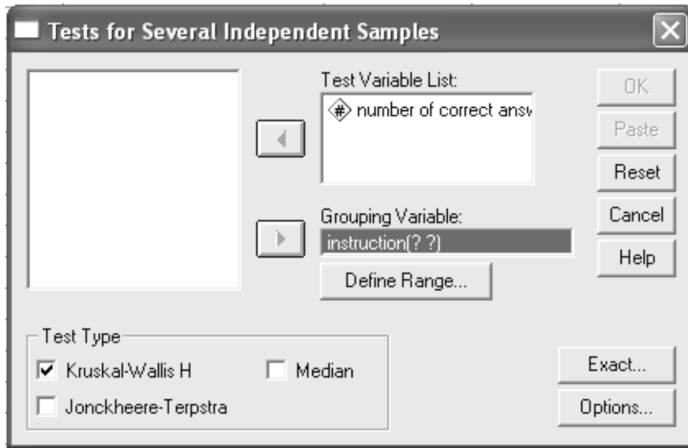 Tests for Several Independent Samples
Test Variable List:
number of correct answ
Grouping Variable:
instruction(? ?)
Define Range...
OK
Paste
Reset
Cancel
Help
Test Type
Kruskal-Wallis H
Median
Jonckheere-Terpstra
Exact...
Options...